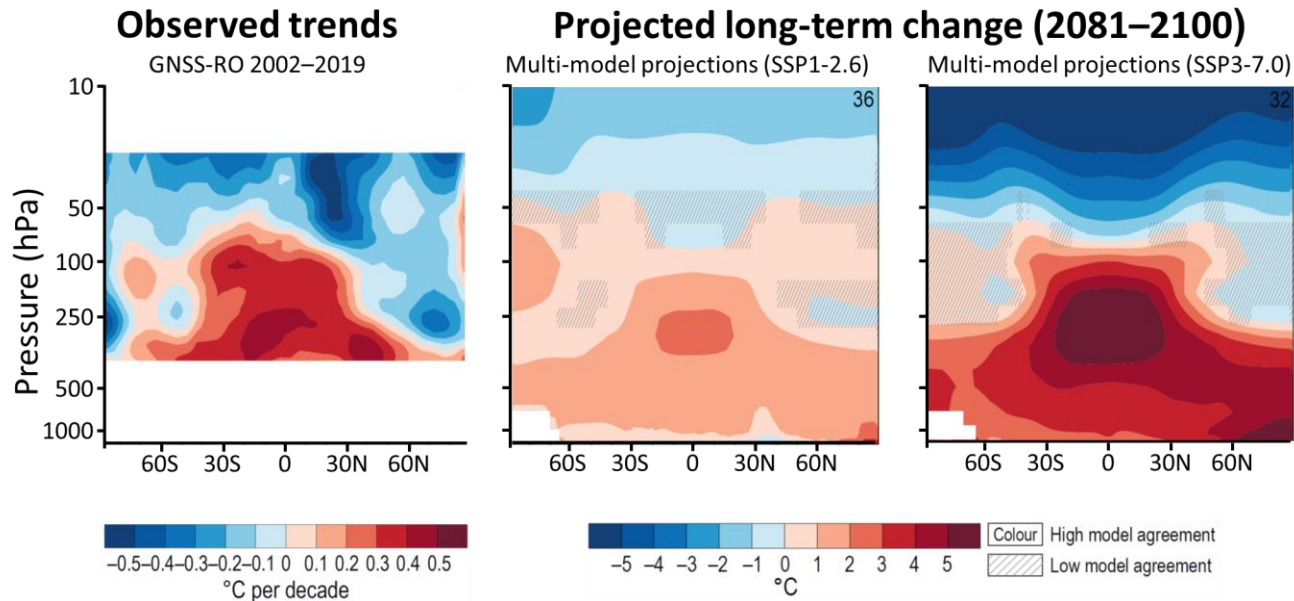 Observed trends
GNSS-RO 2002–2019
Projected long-term change (2081–2100)
Multi-model projections (SSP1-2.6)
Multi-model projections (SSP3-7.0)
Pressure (hPa)
10
50
100
250
500
1000
60S 30S 0 30N 60N
36
60S 30S 0 30N 60N
32
60S 30S 0 30N 60N
–0.5–0.4–0.3–0.2–0.1 0 0.1 0.2 0.3 0.4 0.5
°C per decade
–5 –4 –3 –2 –1 0 1 2 3 4 5
°C
Colour High model agreement
Low model agreement